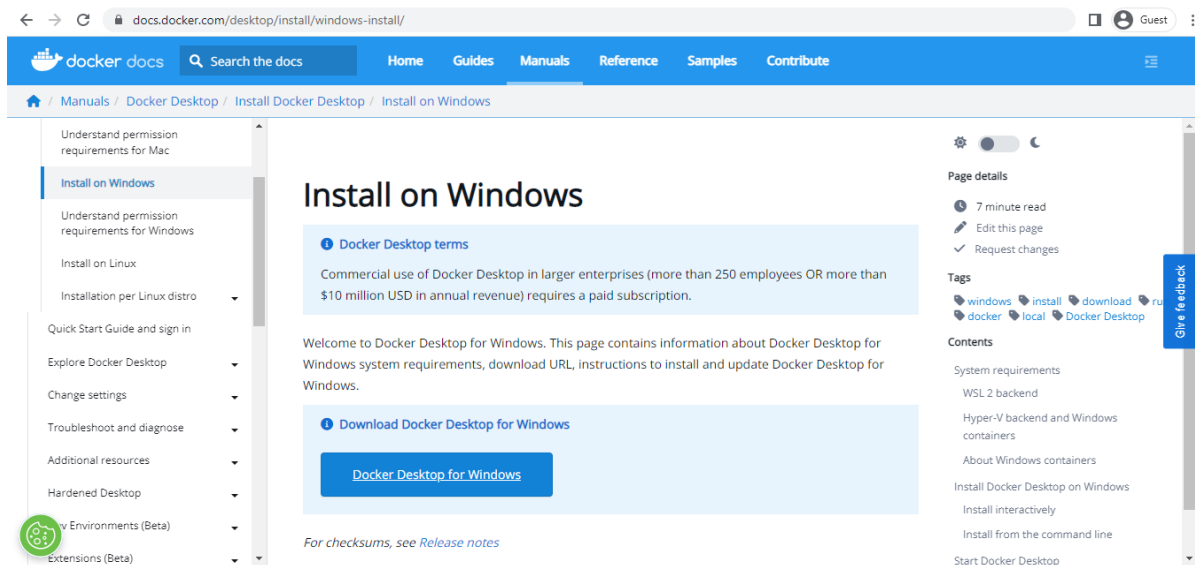 docs.docker.com/desktop/install/windows-install/
Guest
docker docs
Search the docs
Home
Guides
Manuals
Reference
Samples
Contribute
/ Manuals / Docker Desktop / Install Docker Desktop / Install on Windows
Understand permission
requirements for Mac
Install on Windows
Understand permission
requirements for Windows
Install on Linux
Installation per Linux distro
Quick Start Guide and sign in
Explore Docker Desktop
Change settings
Troubleshoot and diagnose
Additional resources
Hardened Desktop
Environments (Beta)
Extensions (Beta)
Install on Windows
Docker Desktop terms
Commercial use of Docker Desktop in larger enterprises (more than 250 employees OR more than
$10 million USD in annual revenue) requires a paid subscription.
Welcome to Docker Desktop for Windows. This page contains information about Docker Desktop for
Windows system requirements, download URL, instructions to install and update Docker Desktop for
Windows.
Download Docker Desktop for Windows
Docker Desktop for Windows
For checksums, see Release notes
Page details
7 minute read
Edit this page
Request changes
Tags
windows install download ru
docker local Docker Desktop
Give feedback
Contents
System requirements
WSL 2 backend
Hyper-V backend and Windows
containers
About Windows containers
Install Docker Desktop on Windows
Install interactively
Install from the command line
Start Docker Desktop